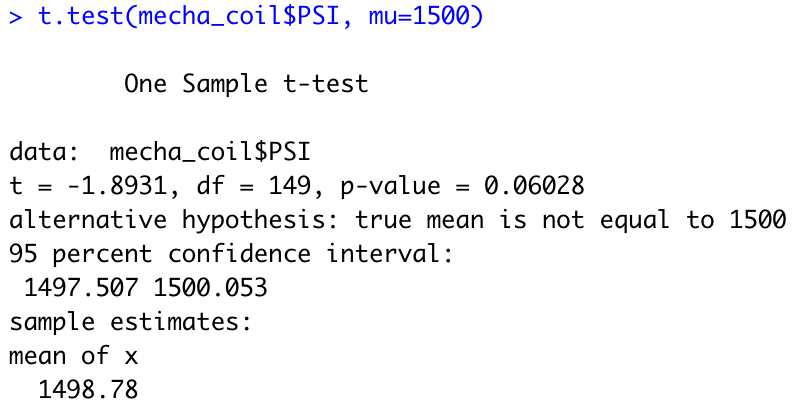 > t.test(mecha_coil$PSI, mu=1500)
One Sample t-test
data:  mecha_coil$PSI
t = -1.8931, df = 149, p-value = 0.06028
alternative hypothesis: true mean is not equal to 1500
95 percent confidence interval:
1497.507 1500.053
sample estimates:
mean of x
1498.78